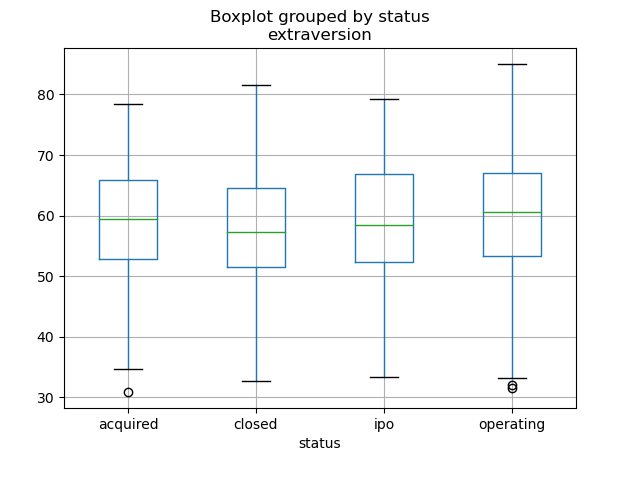 Boxplot grouped by status
extraversion
80
70
60
50
40
30
acquired
closed
ipo
operating
status